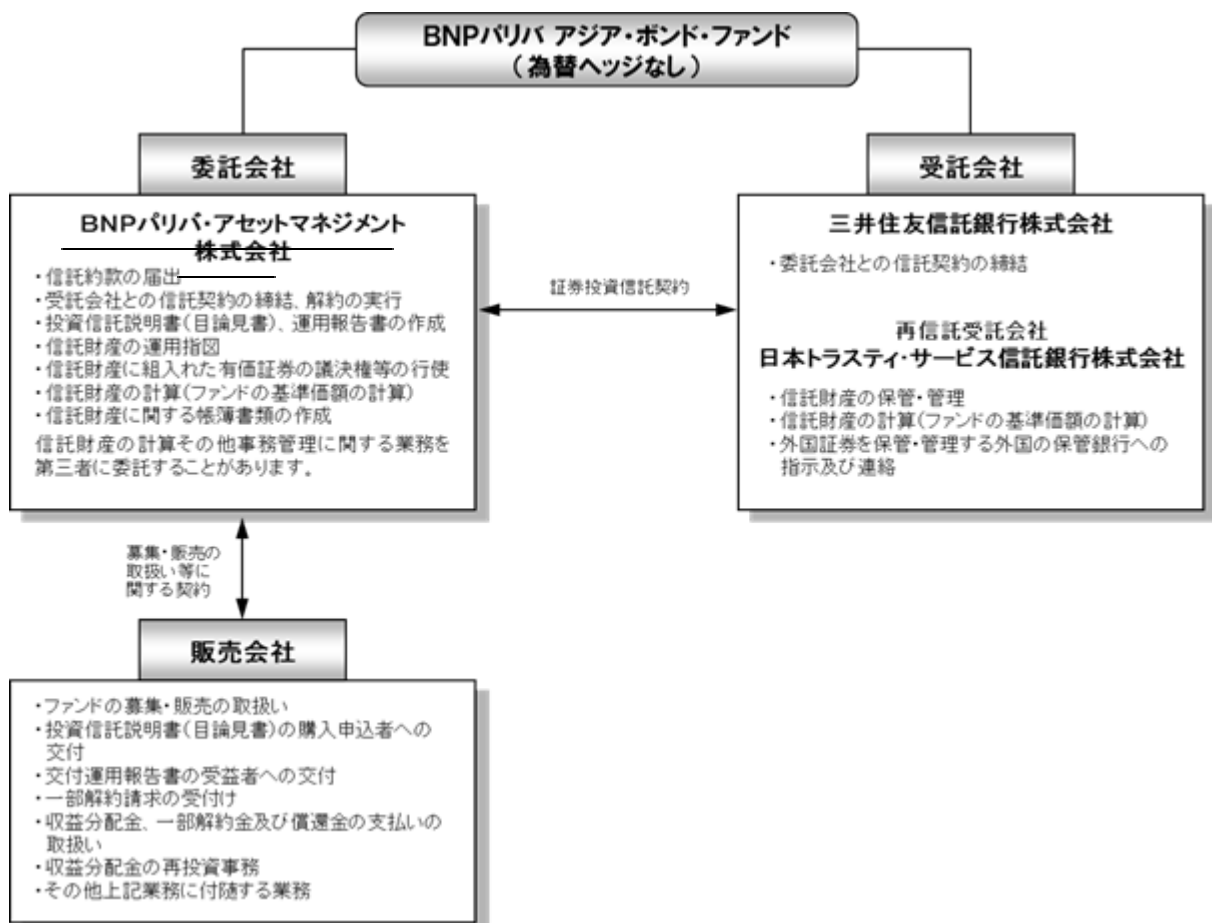 BNPパリバ アジア・ボンド・ファンド
（為替ヘッジなし）
委託会社
BNPパリバ・アセットマネジメント
株式会社
・信託約款の届出
・受託会社との信託契約の締結、解約の実行
・投資信託説明書(目論見書)、運用報告書の作成
・信託財産の運用指図
・信託財産に組入れた有価証券の議決権等の行使
・信託財産の計算(ファンドの基準価額の計算)
・信託財産に関する帳簿書類の作成
信託財産の計算その他事務管理に関する業務を
第三者に委託することがあります。
証券投資信託契約
受託会社
三井住友信託銀行株式会社
・委託会社との信託契約の締結
再信託受託会社
日本トラスティ・サービス信託銀行株式会社
・信託財産の保管・管理
・信託財産の計算(ファンドの基準価額の計算)
・外国証券を保管・管理する外国の保管銀行への
指示及び連絡
募集・販売の
取扱い等に
関する契約
販売会社
・ファンドの募集・販売の取扱い
・投資信託説明書(目論見書)の購入申込者への
交付
・交付運用報告書の受益者への交付
・一部解約請求の受付け
・収益分配金、一部解約金及び償還金の支払いの
取扱い
・収益分配金の再投資事務
・その他上記業務に付随する業務